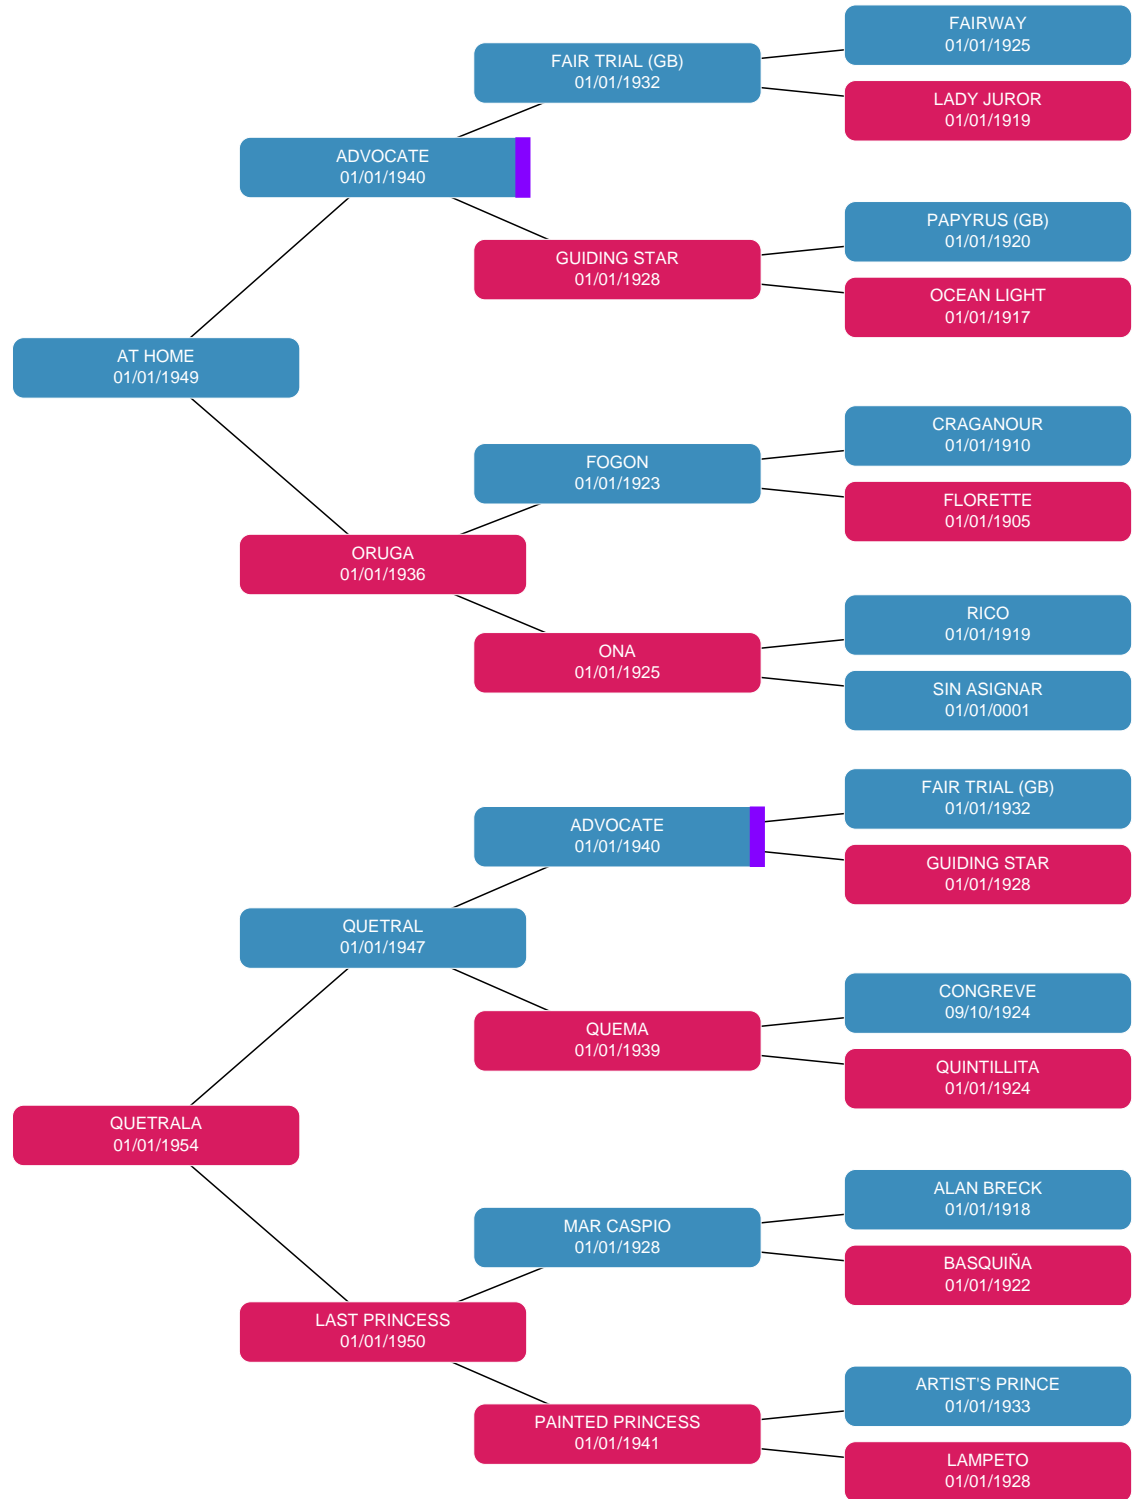 FAIRWAY
01/01/1925
FAIR TRIAL (GB)
01/01/1932
LADY JUROR
01/01/1919
ADVOCATE
01/01/1940
PAPYRUS (GB)
01/01/1920
GUIDING STAR
01/01/1928
OCEAN LIGHT
01/01/1917
AT HOME
01/01/1949
CRAGANOUR
01/01/1910
FOGON
01/01/1923
FLORETTE
01/01/1905
ORUGA
01/01/1936
RICO
01/01/1919
ONA
01/01/1925
SIN ASIGNAR
01/01/0001
FAIR TRIAL (GB)
01/01/1932
ADVOCATE
01/01/1940
GUIDING STAR
01/01/1928
QUETRAL
01/01/1947
CONGREVE
09/10/1924
QUEMA
01/01/1939
QUINTILLITA
01/01/1924
QUETRALA
01/01/1954
ALAN BRECK
01/01/1918
MAR CASPIO
01/01/1928
BASQUIÑA
01/01/1922
LAST PRINCESS
01/01/1950
ARTIST'S PRINCE
01/01/1933
PAINTED PRINCESS
01/01/1941
LAMPETO
01/01/1928